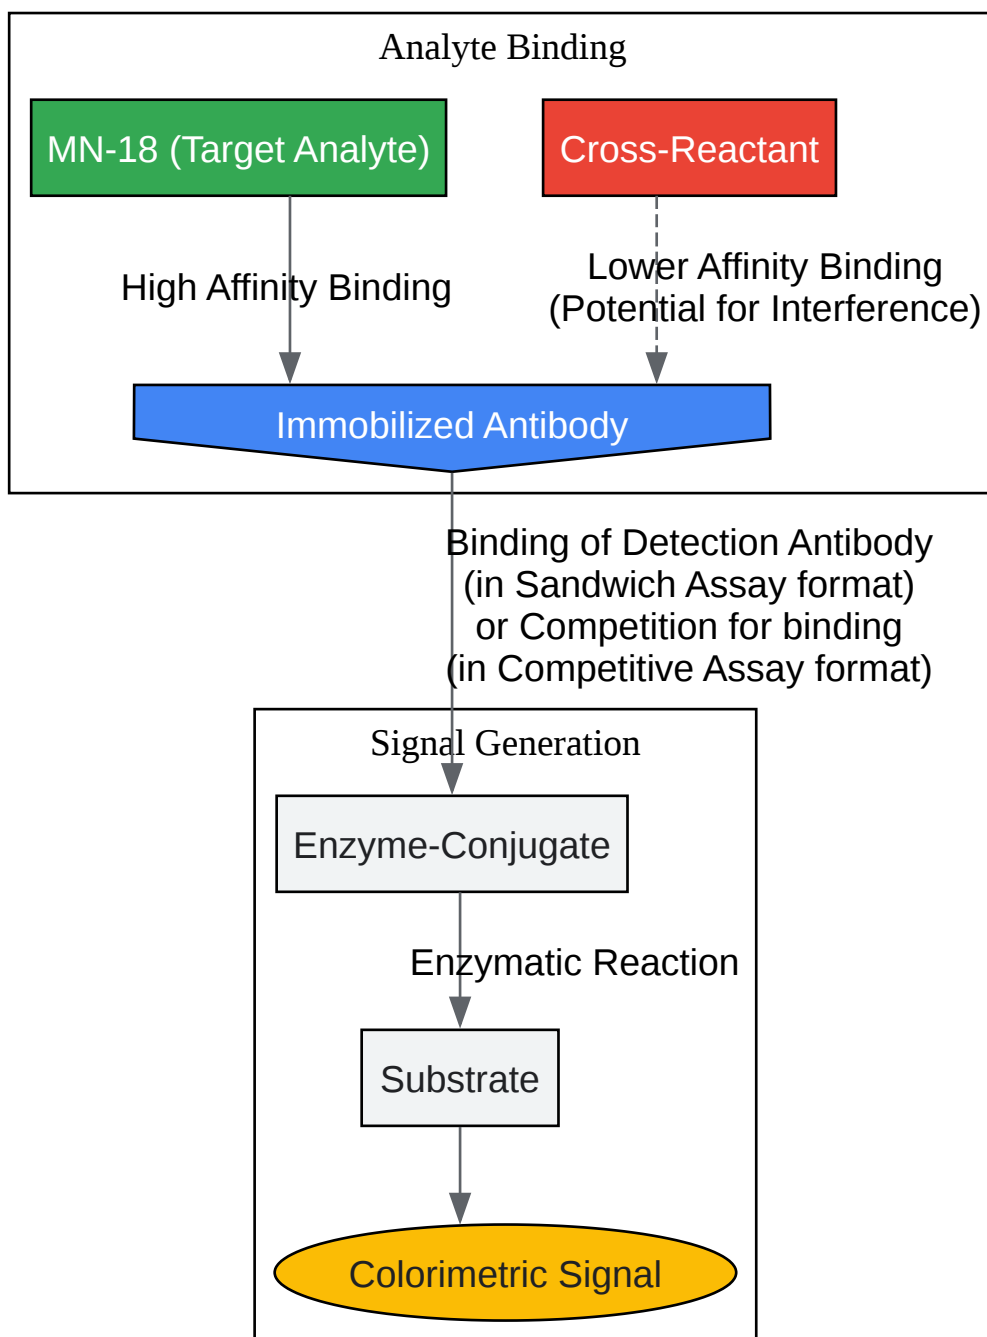 Analyte Binding
MN-18 (Target Analyte)
Cross-Reactant
High Affinity Binding
Lower Affinity Binding
(Potential for Interference)
Immobilized Antibody
Binding of Detection Antibody
(in Sandwich Assay format)
or Competition for binding
(in Competitive Assay format)
Signal Generation
Enzyme-Conjugate
Enzymatic Reaction
Substrate
Colorimetric Signal